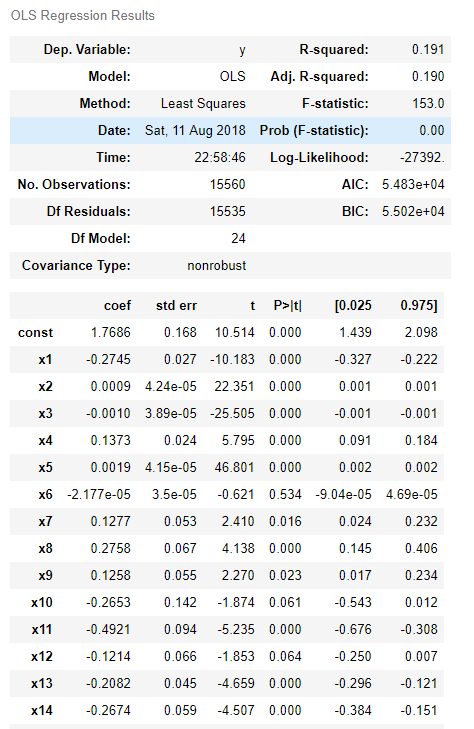 OLS Regression Results
Dep. Variable: y R-squared: 0.191
Model: OLS Adj. R-squared: 0.190
Method: Least Squares F-statistic: 153.0
Date: Sat, 11 Aug 2018 Prob (F-statistic): 0.00
Time: 22:58:46 Log-Likelihood: -27392.
No. Observations: 15560 AIC: 5.483e+04
Df Residuals: 15535 BIC: 5.502e+04
Df Model: 24
Covariance Type: nonrobust
coef std err t P>|t| [0.025 0.975]
const 1.7686 0.168 10.514 0.000 1.439 2.098
x1 -0.2745 0.027 -10.183 0.000 -0.327 -0.222
x2 0.0009 4.24e-05 22.351 0.000 0.001 0.001
x3 -0.0010 3.89e-05 -25.505 0.000 -0.001 -0.001
x4 0.1373 0.024 5.795 0.000 0.091 0.184
x5 0.0019 4.15e-05 46.801 0.000 0.002 0.002
x6 -2.177e-05 3.5e-05 -0.621 0.534 -9.04e-05 4.69e-05
x7 0.1277 0.053 2.410 0.016 0.024 0.232
x8 0.2758 0.067 4.138 0.000 0.145 0.406
x9 0.1258 0.055 2.270 0.023 0.017 0.234
x10 -0.2653 0.142 -1.874 0.061 -0.543 0.012
x11 -0.4921 0.094 -5.235 0.000 -0.676 -0.308
x12 -0.1214 0.066 -1.853 0.064 -0.250 0.007
x13 -0.2082 0.045 -4.659 0.000 -0.296 -0.121
x14 -0.2674 0.059 -4.507 0.000 -0.384 -0.151